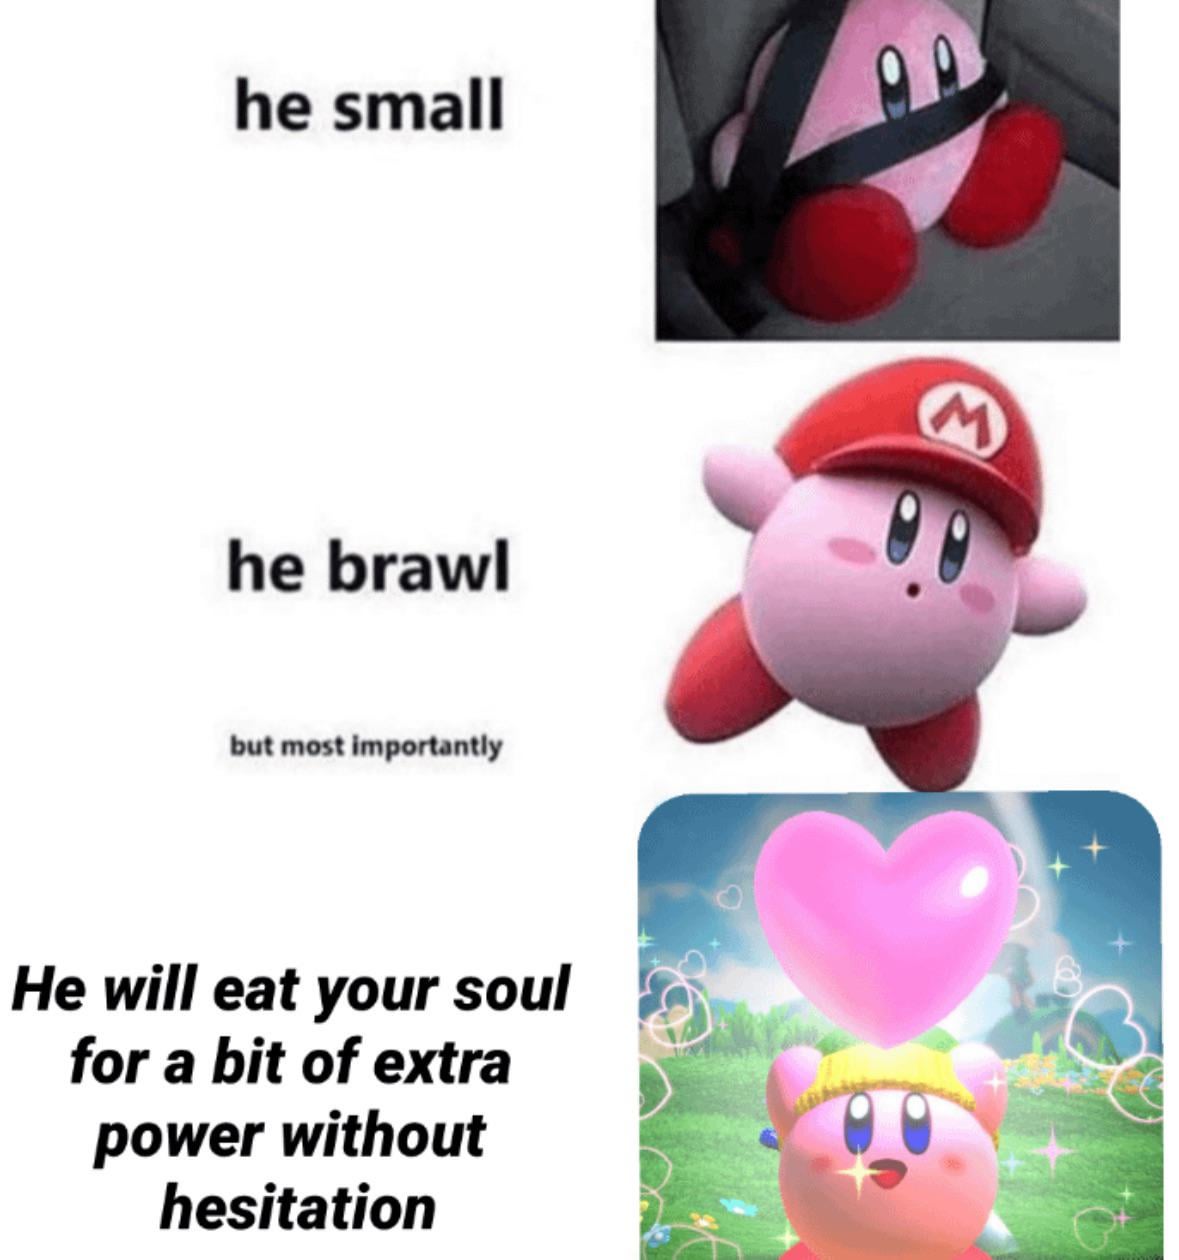 he small
M
he brawl
but most importantly
He will eat your soul
for a bit of extra
power without
hesitation